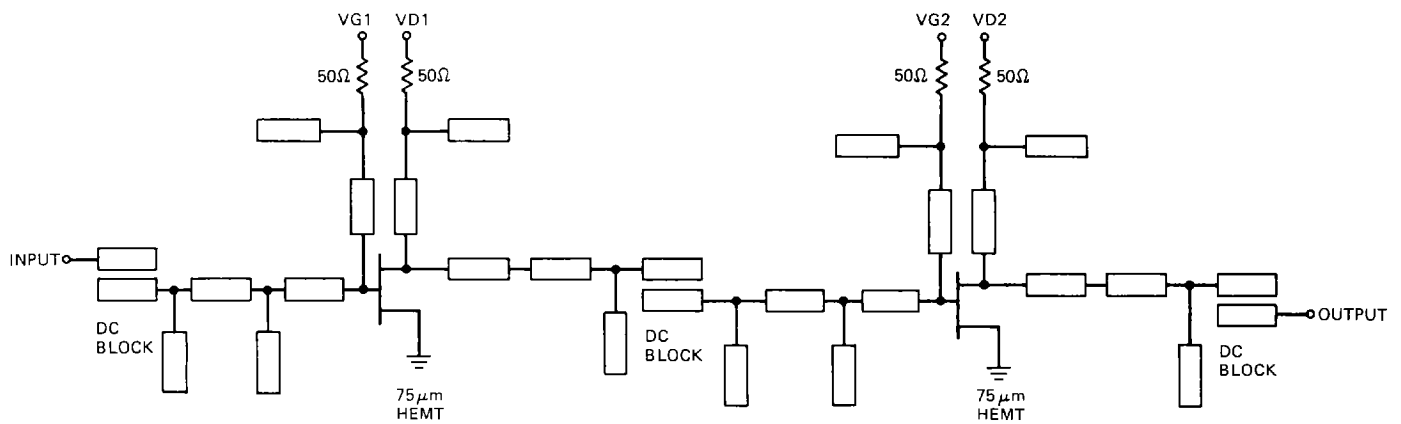 VG1 VD1
VG2 VD2
50Ω 50Ω
50Ω 50Ω
INPUT
DC
BLOCK
75μm
HEMT
DC
BLOCK
75μm
HEMT
DC
BLOCK
OUTPUT